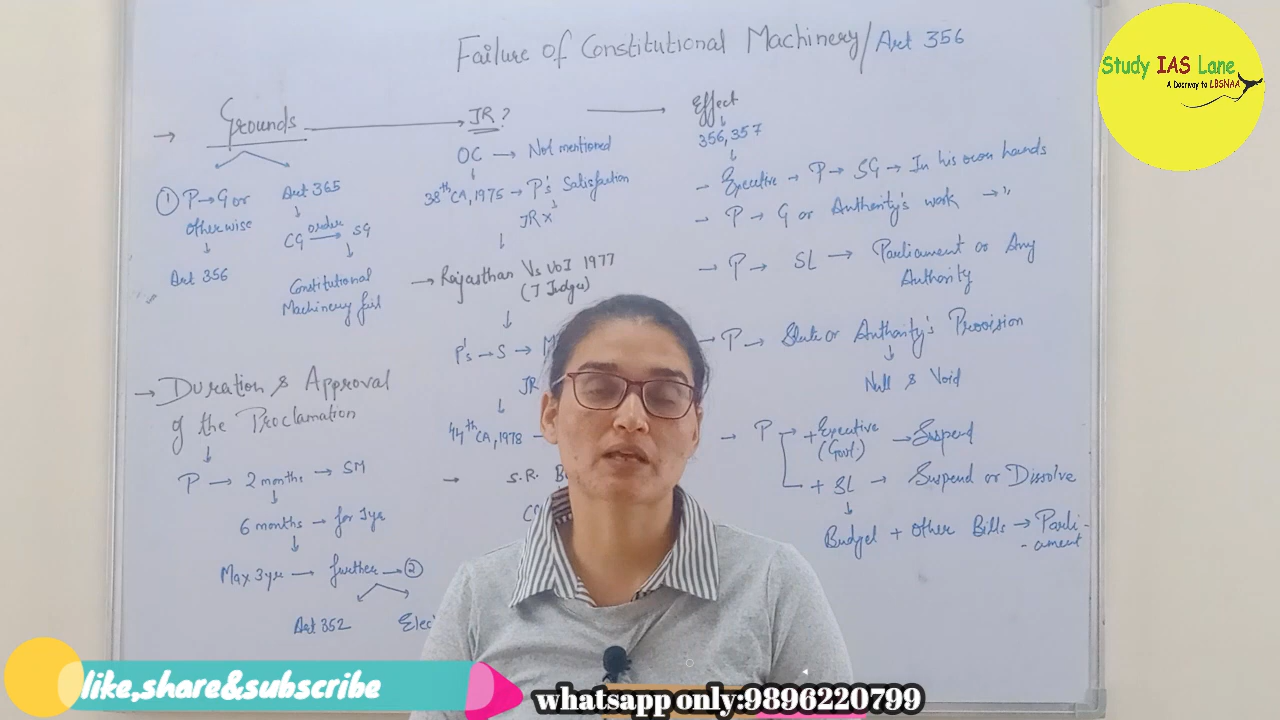 Failure of Constitutional Machinery/Art 356
Study IAS Lane
A Doorway to LBSNAA
→ Grounds
① P → G or otherwise
↓
Art 356
Art 365
↓
CG order → SG
↓
Constitutional
Machinery fail
→ Duration & Approval
of the Proclamation
↓
P → 2 months → SM
↓
6 months → for 1yr
↓
Max 3yr → further → ②
Art 352
Elec
JR?
OC → Not mentioned
↓
38th CA, 1975 → P's Satisfaction
↓
JR x
↓
→ Rajasthan Vs UOI 1977
(7 Judges)
↓
P's → S → M
JR
↓
44th CA, 1978 →
→ S.R. B
Effect
↓
356, 357
↓
- Executive → P → SG → In his own hands
- P → G or Authority's work → "
→ P → SL → Parliament or Any
Authority
→ P → State or Authority's Provision
↓
Null & Void
→ P → + Executive → Suspend
(Govt.)
+ SL → Suspend or Dissolve
↓
Budget + Other Bills → Parli-
-ament
like,share&subscribe
whatsapp only:9896220799